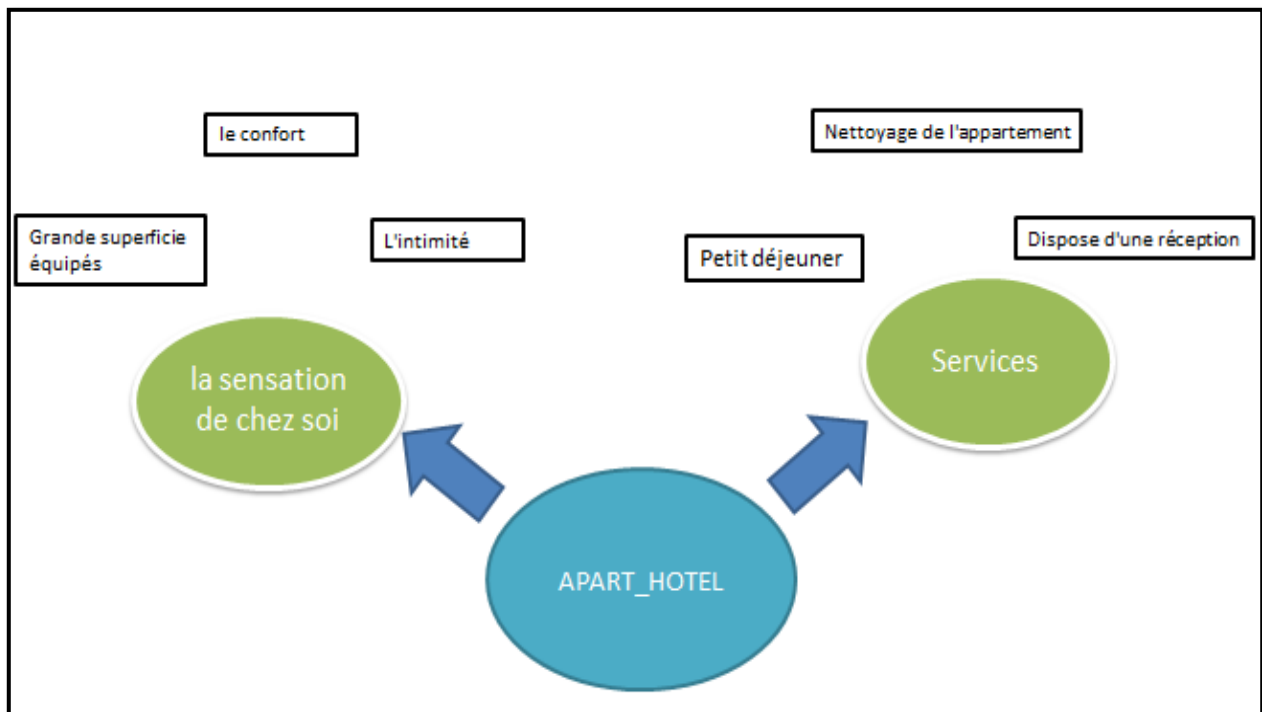 le confort
Nettoyage de l'appartement
Grande superficie
équipés
L'intimité
Petit déjeuner
Dispose d'une réception
la sensation
de chez soi
Services
APART_HOTEL